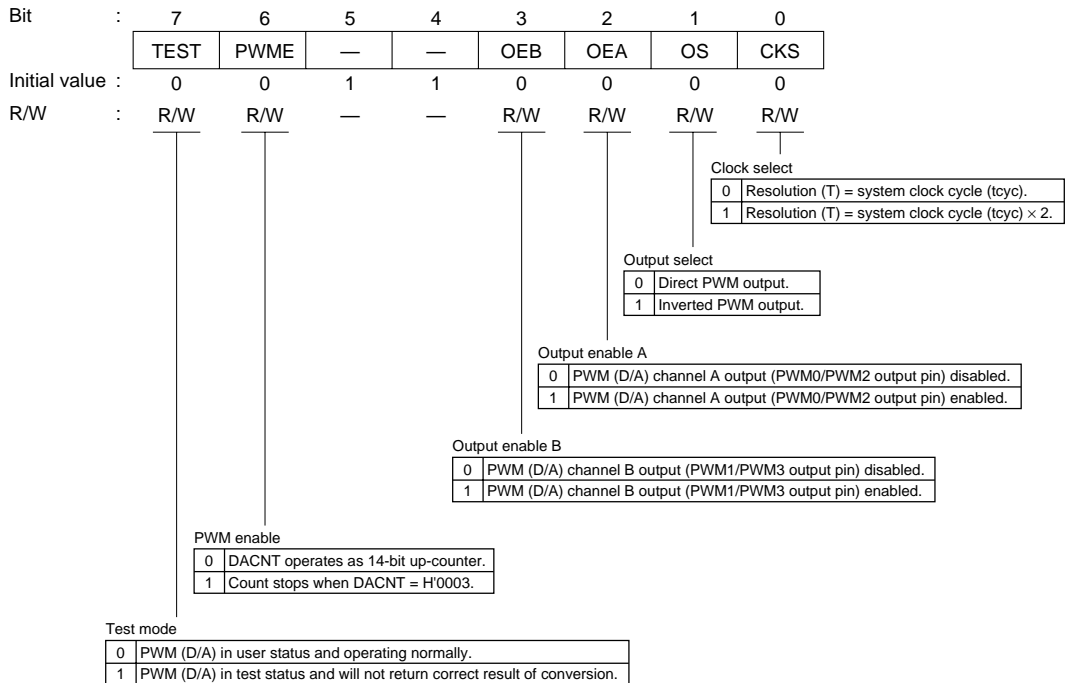 Bit : 7 6 5 4 3 2 1 0
TEST PWME — — OEB OEA OS CKS
Initial value : 0 0 1 1 0 0 0 0
R/W : R/W R/W — — R/W R/W R/W R/W
Clock select
0 Resolution (T) = system clock cycle (tcyc).
1 Resolution (T) = system clock cycle (tcyc) × 2.
Output select
0 Direct PWM output.
1 Inverted PWM output.
Output enable A
0 PWM (D/A) channel A output (PWM0/PWM2 output pin) disabled.
1 PWM (D/A) channel A output (PWM0/PWM2 output pin) enabled.
Output enable B
0 PWM (D/A) channel B output (PWM1/PWM3 output pin) disabled.
1 PWM (D/A) channel B output (PWM1/PWM3 output pin) enabled.
PWM enable
0 DACNT operates as 14-bit up-counter.
1 Count stops when DACNT = H'0003.
Test mode
0 PWM (D/A) in user status and operating normally.
1 PWM (D/A) in test status and will not return correct result of conversion.